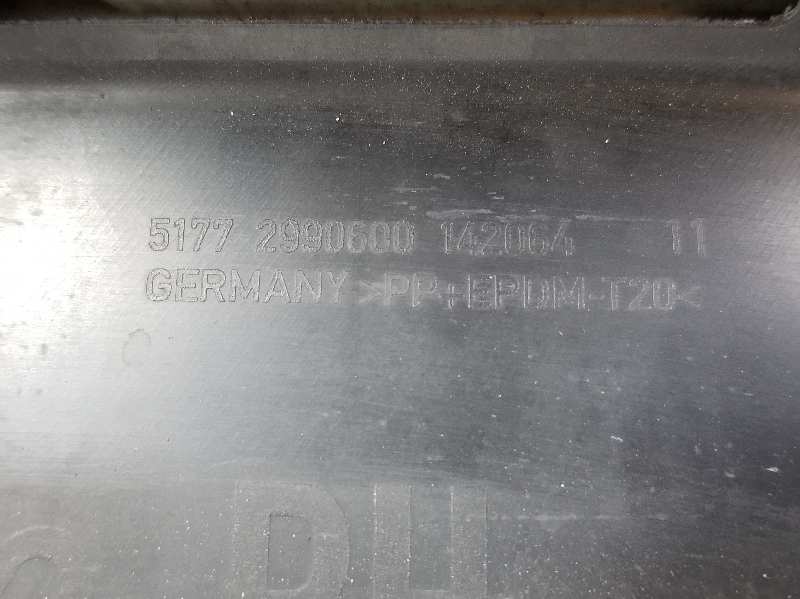 5177 2990600 142064 11
GERMANY >PP+EPDM-T20<